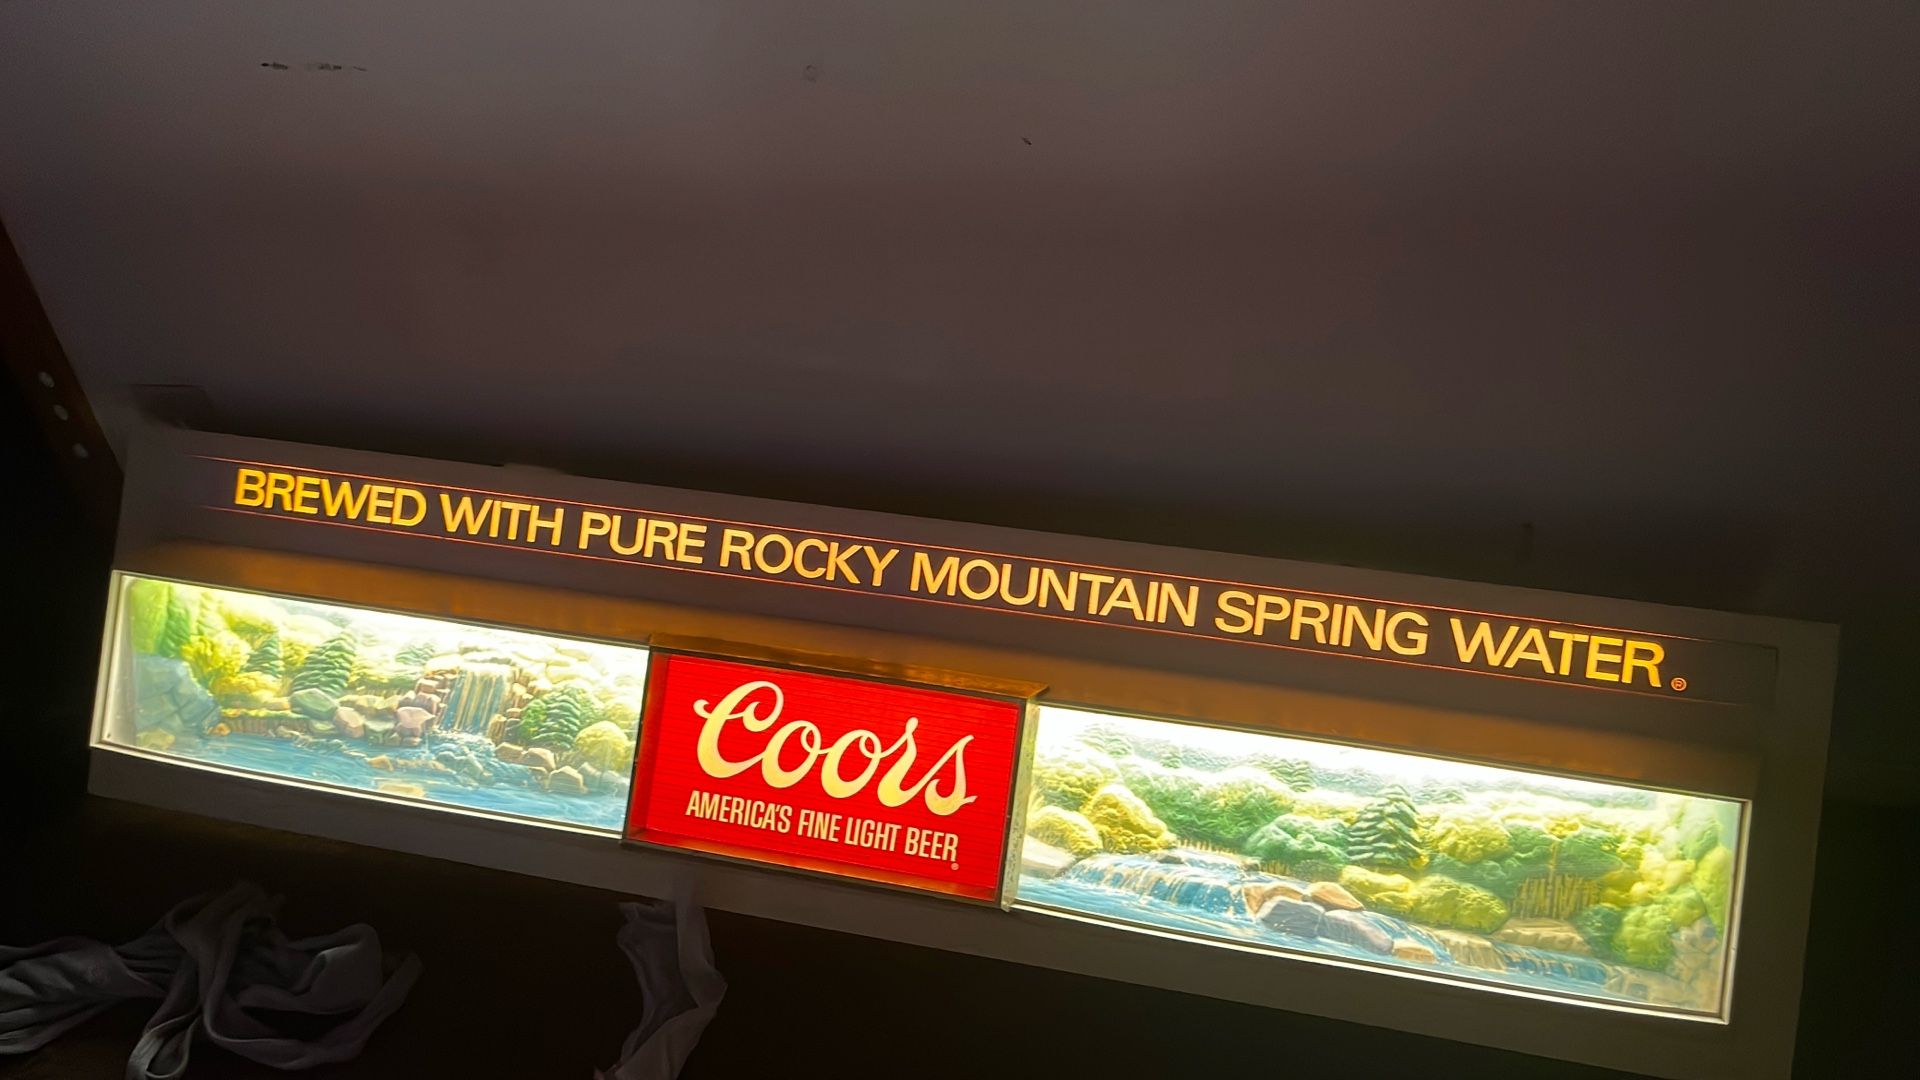 BREWED WITH PURE ROCKY MOUNTAIN SPRING WATER.®
Coors
AMERICA'S FINE LIGHT BEER
®